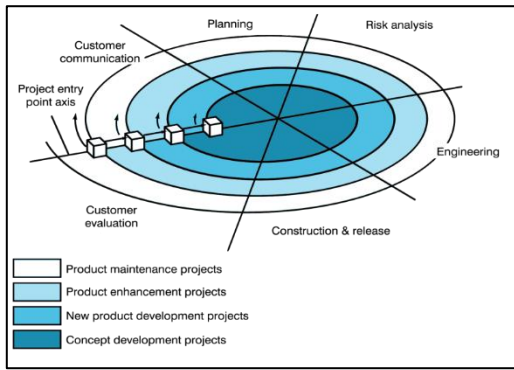 Planning
Risk analysis
Customer
communication
Project entry
point axis
Engineering
Customer
evaluation
Construction & release
Product maintenance projects
Product enhancement projects
New product development projects
Concept development projects